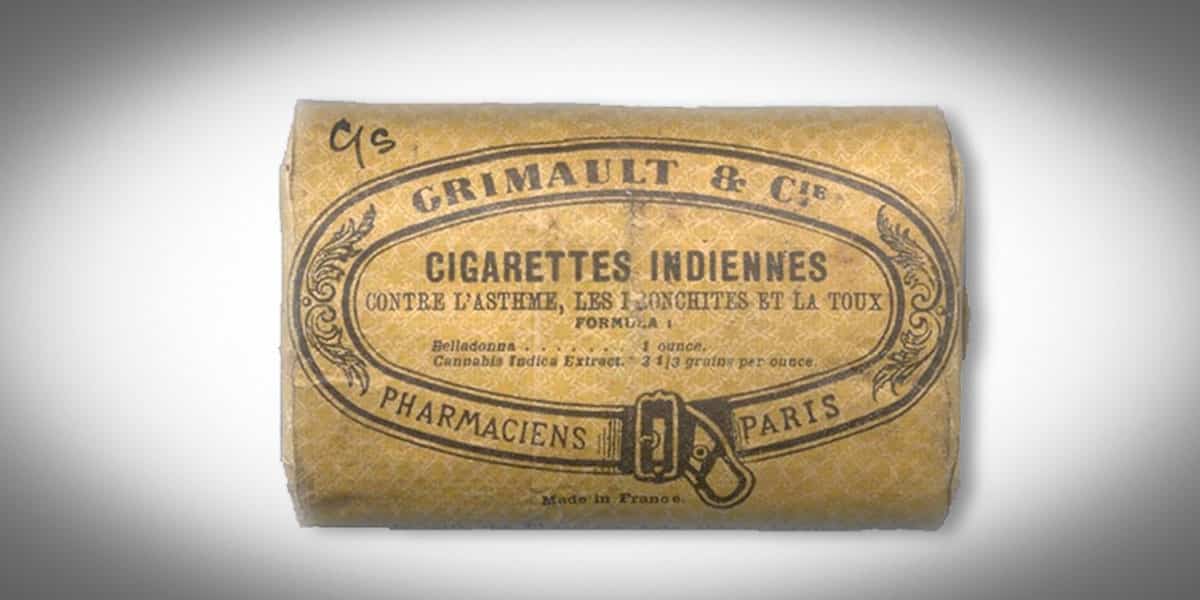 GRIMAULT & CIE
CIGARETTES INDIENNES
CONTRE L'ASTHME, LES BRONCHITES ET LA TOUX
FORMULA :
Belladonna . . . . . . . 1 ounce.
Cannabis Indica Extract. 3 1/3 grains per ounce.
PHARMACIENS PARIS
Made in France.